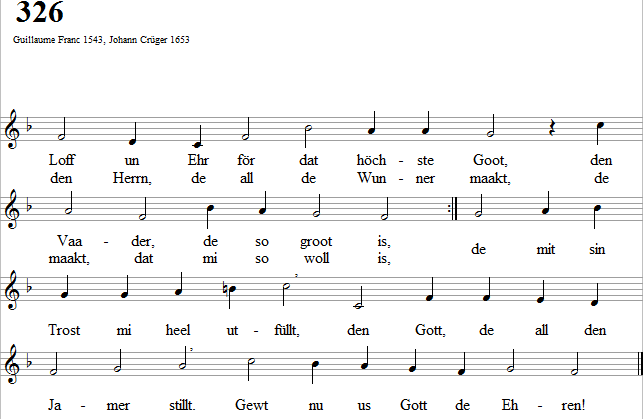 326
Guillaume Franc 1543, Johann Crüger 1653
Loff un Ehr för dat höch - ste Goot, den
den Herrn, de all de Wun - ner maakt, de
Vaa - der, de so groot is,
maakt, dat mi so woll is,
de mit sin
Trost mi heel ut - füllt, den Gott, de all den
Ja - mer stillt. Gewt nu us Gott de Eh - ren!